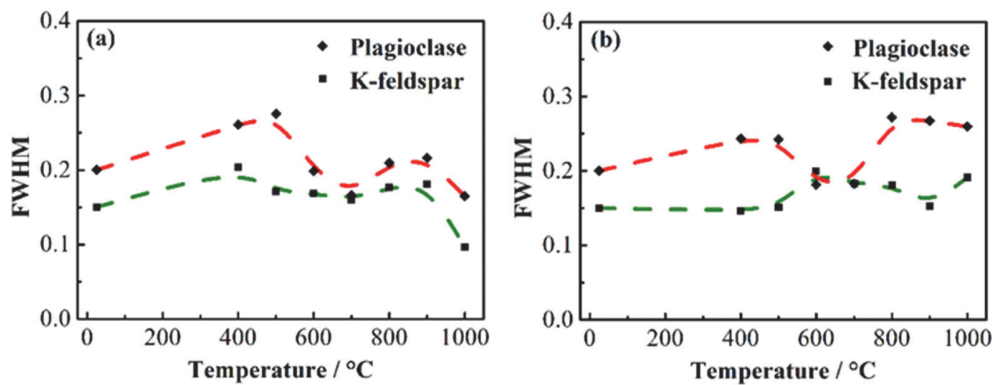 (a)
Plagioclase
K-feldspar
FWHM
0.4
0.3
0.2
0.1
0.0
0 200 400 600 800 1000
Temperature / °C
(b)
Plagioclase
K-feldspar
FWHM
0.4
0.3
0.2
0.1
0.0
0 200 400 600 800 1000
Temperature / °C